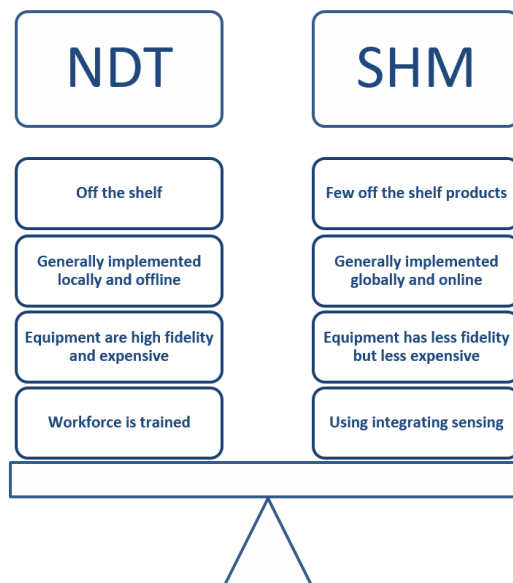 NDT
SHM
Off the shelf
Few off the shelf products
Generally implemented
locally and offline
Generally implemented
globally and online
Equipment are high fidelity
and expensive
Equipment has less fidelity
but less expensive
Workforce is trained
Using integrating sensing